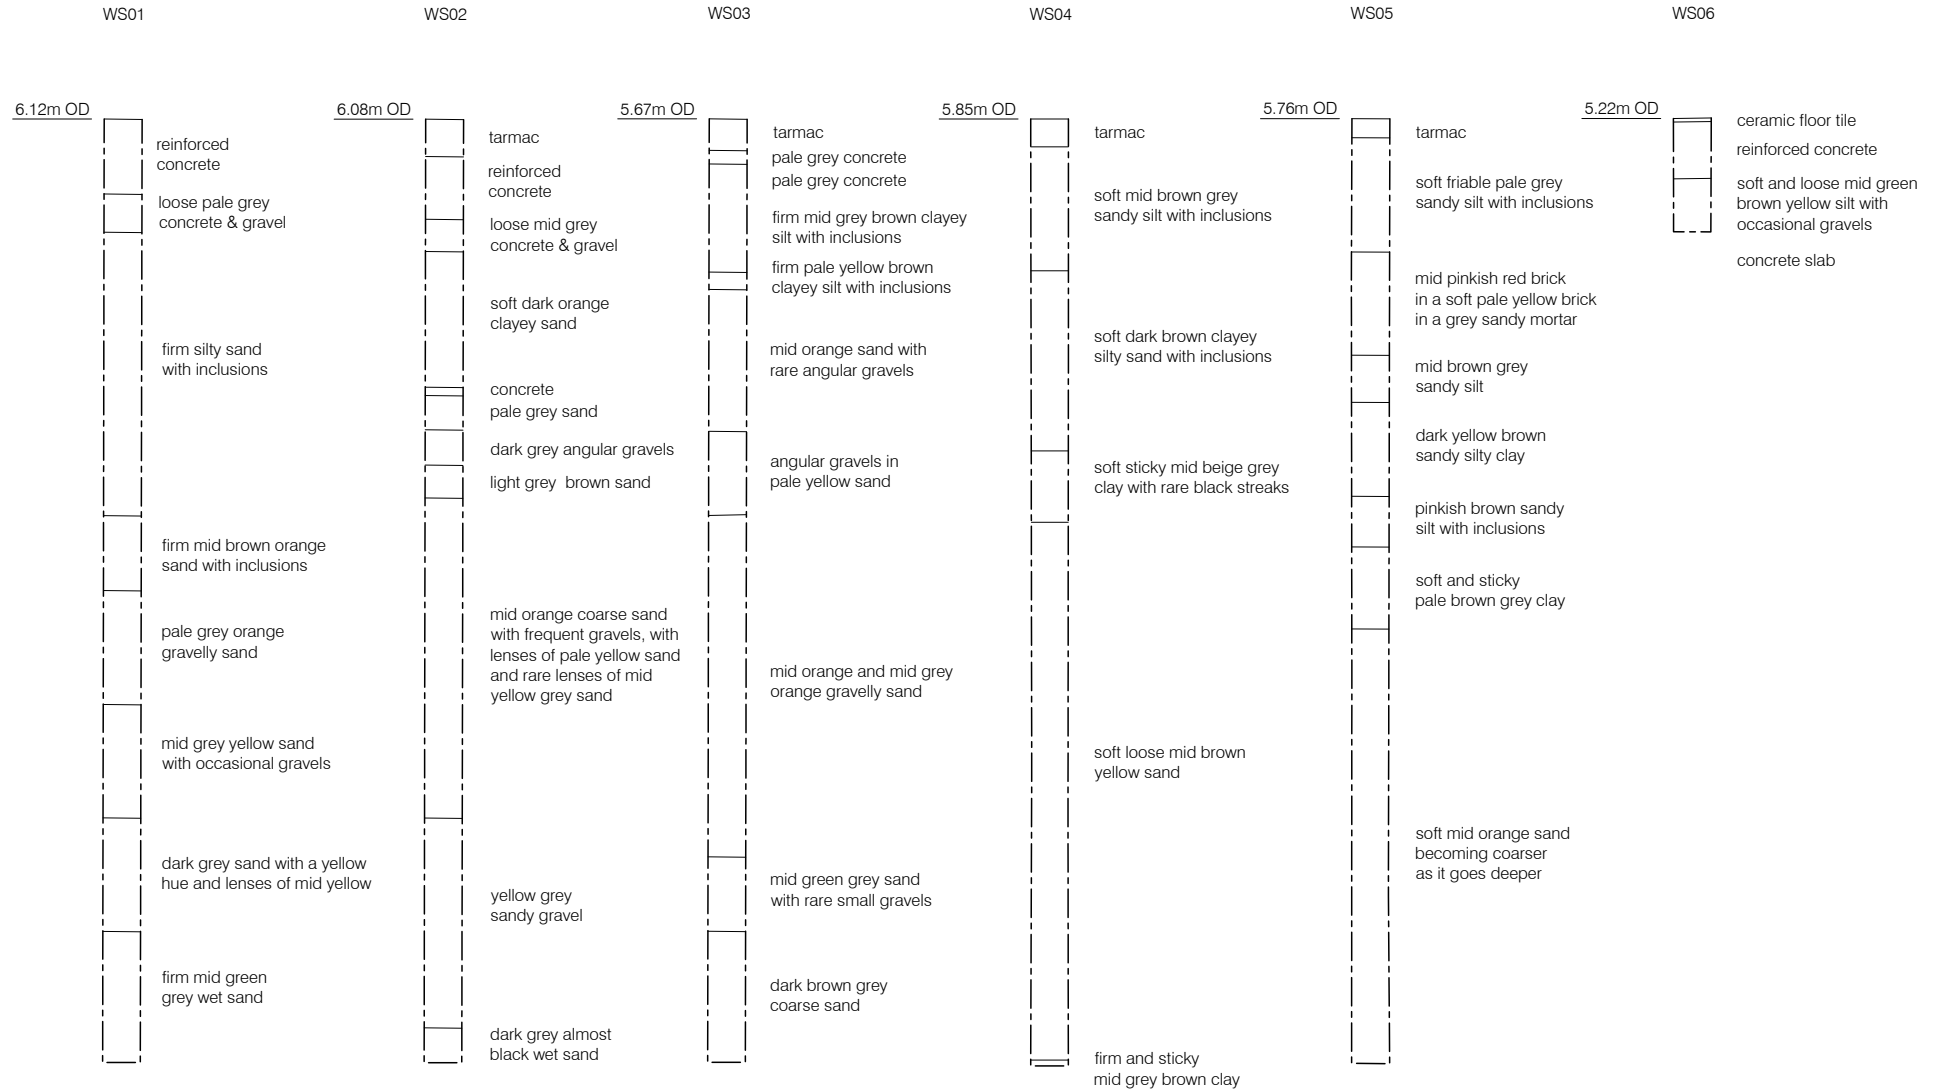 WS01
WS02
WS03
WS04
WS05
WS06
6.12m OD
reinforced
concrete
loose pale grey
concrete & gravel
firm silty sand
with inclusions
firm mid brown orange
sand with inclusions
pale grey orange
gravelly sand
mid grey yellow sand
with occasional gravels
dark grey sand with a yellow
hue and lenses of mid yellow
firm mid green
grey wet sand
6.08m OD
tarmac
reinforced
concrete
loose mid grey
concrete & gravel
soft dark orange
clayey sand
concrete
pale grey sand
dark grey angular gravels
light grey brown sand
mid orange coarse sand
with frequent gravels, with
lenses of pale yellow sand
and rare lenses of mid
yellow grey sand
yellow grey
sandy gravel
dark grey almost
black wet sand
5.67m OD
tarmac
pale grey concrete
pale grey concrete
firm mid grey brown clayey
silt with inclusions
firm pale yellow brown
clayey silt with inclusions
mid orange sand with
rare angular gravels
angular gravels in
pale yellow sand
mid orange and mid grey
orange gravelly sand
mid green grey sand
with rare small gravels
dark brown grey
coarse sand
5.85m OD
tarmac
soft mid brown grey
sandy silt with inclusions
soft dark brown clayey
silty sand with inclusions
soft sticky mid beige grey
clay with rare black streaks
soft loose mid brown
yellow sand
firm and sticky
mid grey brown clay
5.76m OD
tarmac
soft friable pale grey
sandy silt with inclusions
mid pinkish red brick
in a soft pale yellow brick
in a grey sandy mortar
mid brown grey
sandy silt
dark yellow brown
sandy silty clay
pinkish brown sandy
silt with inclusions
soft and sticky
pale brown grey clay
soft mid orange sand
becoming coarser
as it goes deeper
5.22m OD
ceramic floor tile
reinforced concrete
soft and loose mid green
brown yellow silt with
occasional gravels
concrete slab